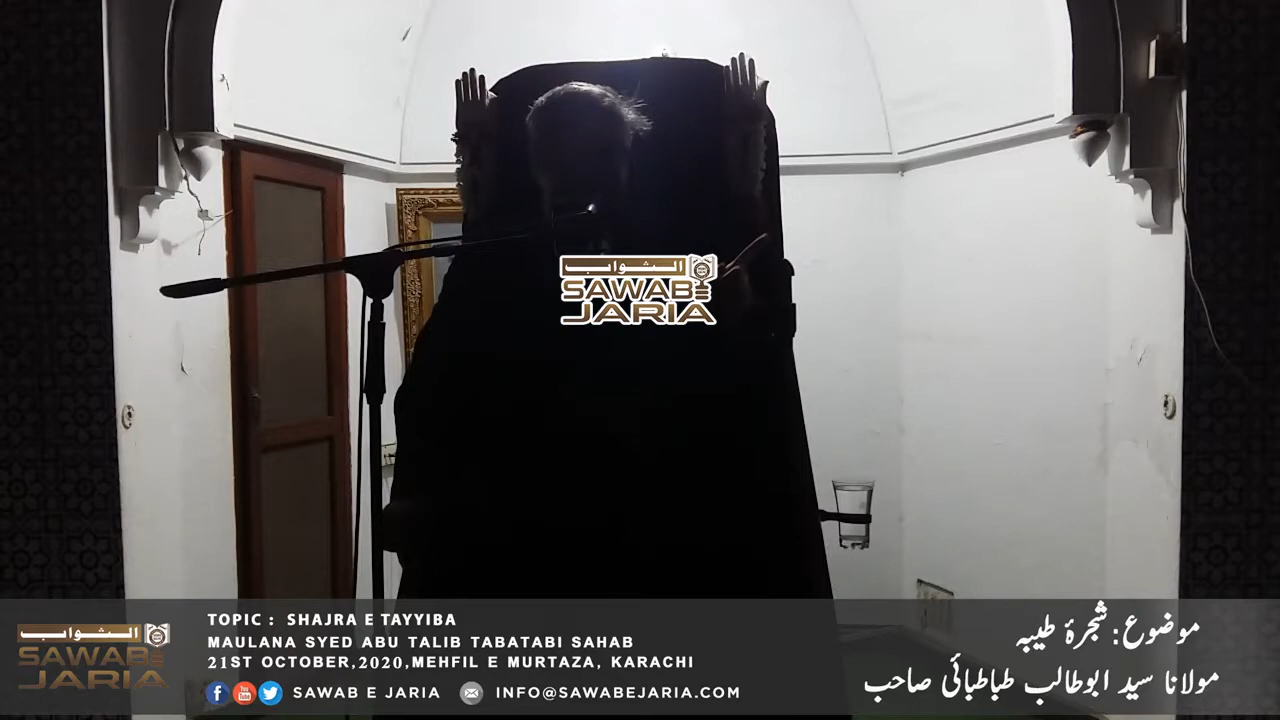 الثواب
SAWAB E
JARIA
الثواب
SAWAB E
JARIA
TOPIC : SHAJRA E TAYYIBA
MAULANA SYED ABU TALIB TABATABI SAHAB
21ST OCTOBER,2020,MEHFIL E MURTAZA, KARACHI
SAWAB E JARIA INFO@SAWABEJARIA.COM
موضوع: شجرۂ طیبہ
مولانا سید ابوطالب طباطبائی صاحب